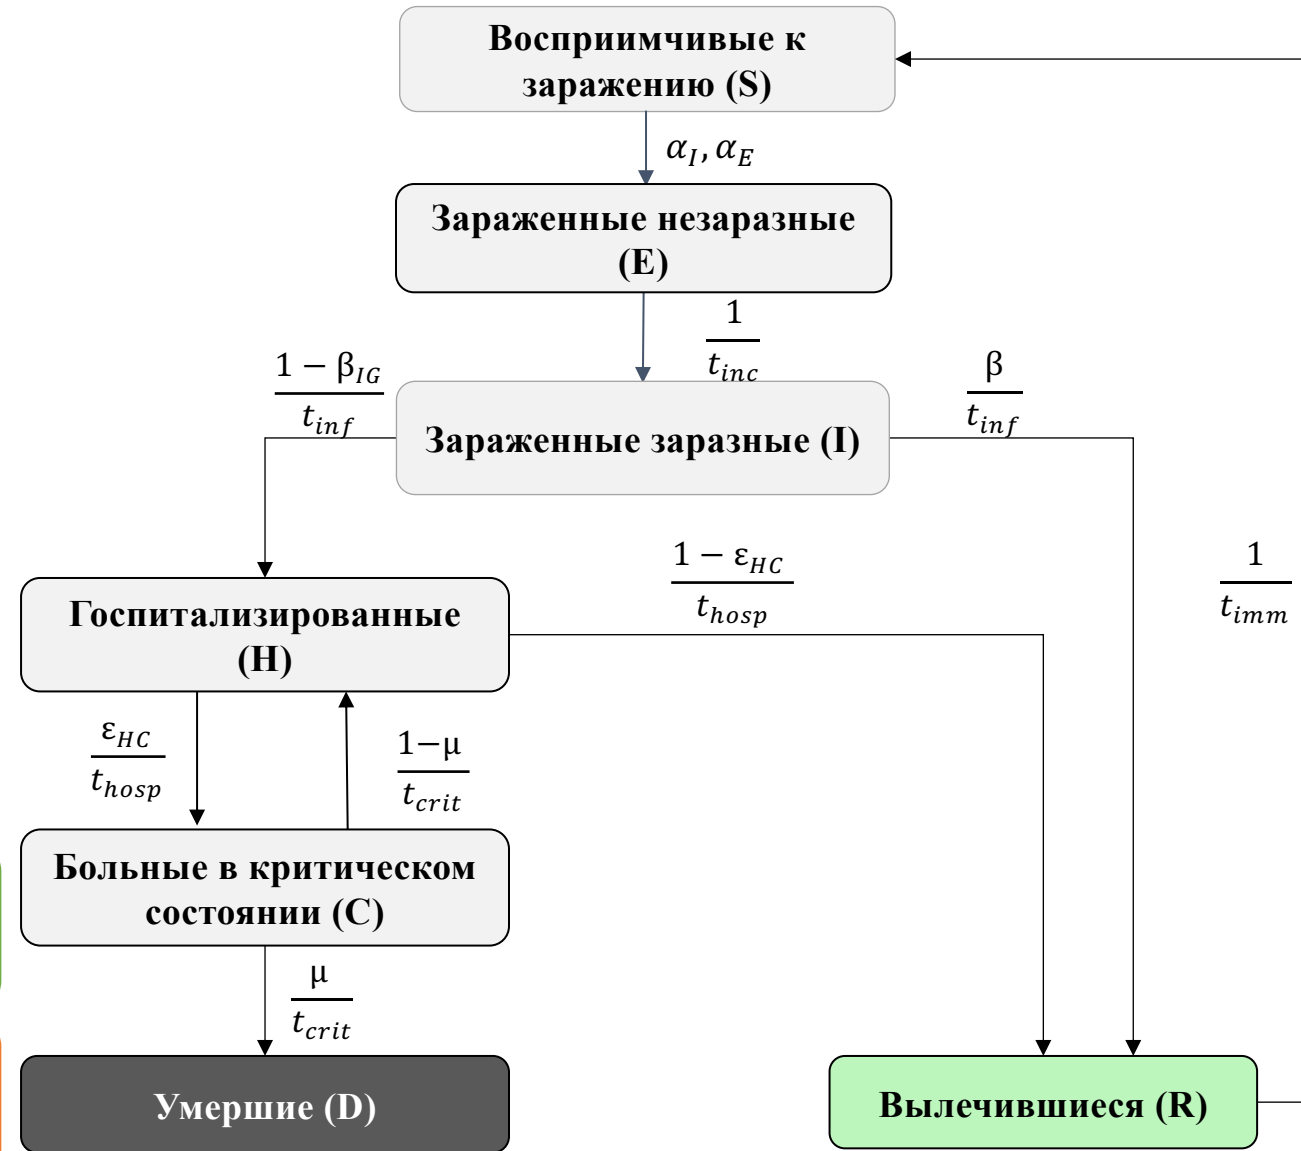 Восприимчивые к
заражению (S)
α_I, α_E
Зараженные незаразные
(E)
1
t_inc
1 − β_IG
t_inf
β
t_inf
Зараженные заразные (I)
1 − ε_HC
t_hosp
1
t_imm
Госпитализированные
(H)
ε_HC
t_hosp
1−μ
t_crit
Больные в критическом
состоянии (C)
μ
t_crit
Умершие (D)
Вылечившиеся (R)